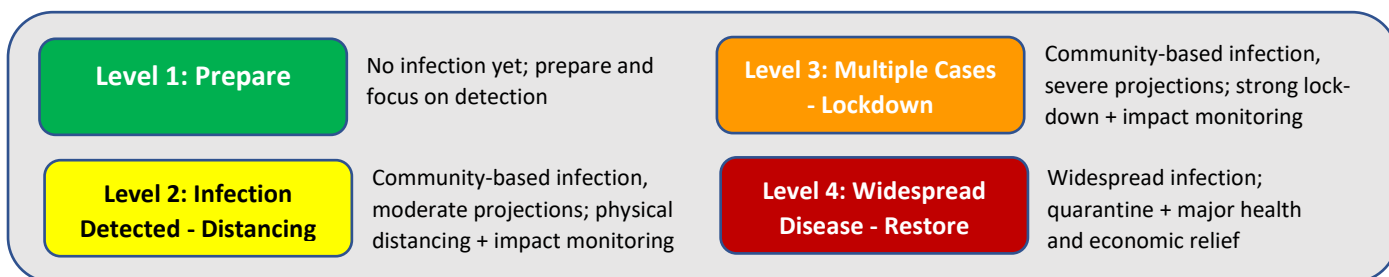 Level 1: Prepare
No infection yet; prepare and
focus on detection
Level 2: Infection
Detected - Distancing
Community-based infection,
moderate projections; physical
distancing + impact monitoring
Level 3: Multiple Cases
- Lockdown
Community-based infection,
severe projections; strong lock-
down + impact monitoring
Level 4: Widespread
Disease - Restore
Widespread infection;
quarantine + major health
and economic relief